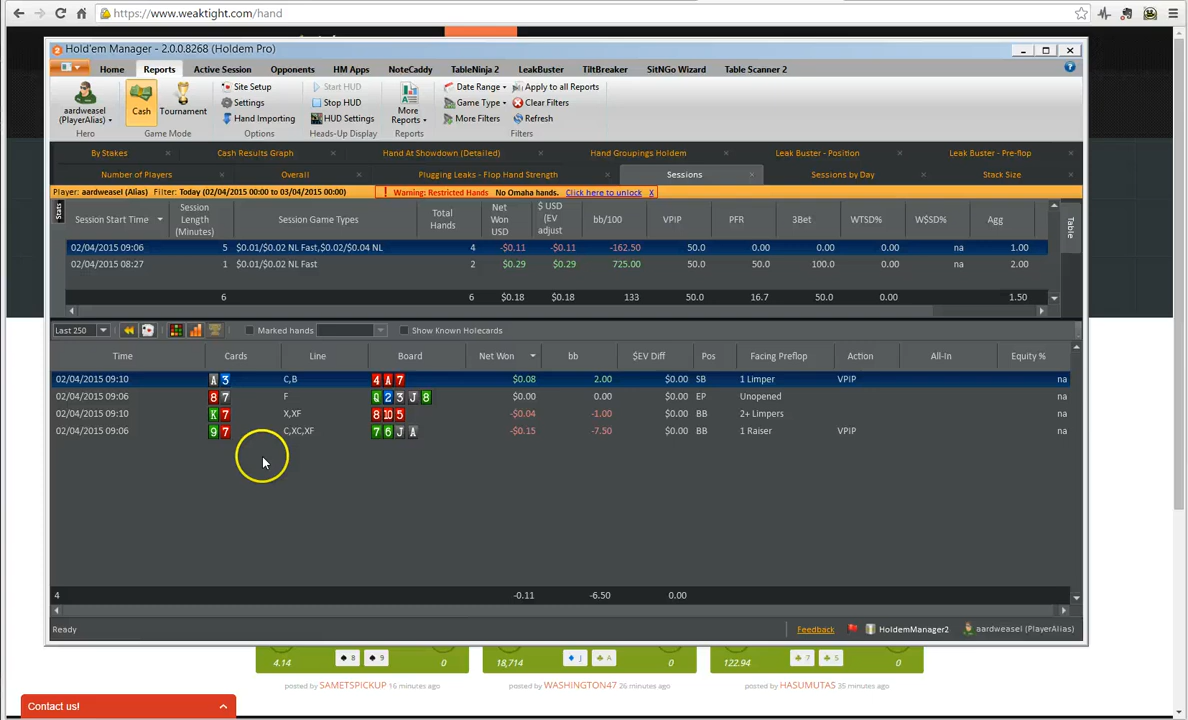 https://www.weaktight.com/hand
Hold'em Manager - 2.0.0.8268 (Holdem Pro)
Home Reports Active Session Opponents HM Apps NoteCaddy TableNinja 2 LeakBuster TiltBreaker SitNGo Wizard Table Scanner 2
aardweasel (PlayerAlias) Cash Tournament
Hero Game Mode
Site Setup
Settings
Hand Importing
Options
Start HUD
Stop HUD
HUD Settings
Heads-Up Display
More Reports
Reports
Date Range Apply to all Reports
Game Type Clear Filters
More Filters Refresh
Filters
By Stakes Cash Results Graph Hand At Showdown (Detailed) Hand Groupings Holdem Leak Buster - Position Leak Buster - Pre-flop
Number of Players Overall Plugging Leaks - Flop Hand Strength Sessions Sessions by Day Stack Size
Player: aardweasel (Alias) Filter: Today (02/04/2015 00:00 to 03/04/2015 00:00) ! Warning: Restricted Hands No Omaha hands. Click here to unlock X
Stats
Table
Session Start Time Session Length (Minutes) Session Game Types Total Hands Net Won USD $ USD (EV adjust bb/100 VPIP PFR 3Bet WTSD% W$SD% Agg
02/04/2015 09:06 5 $0.01/$0.02 NL Fast,$0.02/$0.04 NL 4 -$0.11 -$0.11 -162.50 50.0 0.00 0.00 0.00 na 1.00
02/04/2015 08:27 1 $0.01/$0.02 NL Fast 2 $0.29 $0.29 725.00 50.0 50.0 100.0 0.00 na 2.00
6 6 $0.18 $0.18 133 50.0 16.7 50.0 0.00 1.50
Last 250 Marked hands Show Known Holecards
Time Cards Line Board Net Won bb $EV Diff Pos Facing Preflop Action All-In Equity %
02/04/2015 09:10 A 3 C,B 4 A 7 $0.08 2.00 $0.00 SB 1 Limper VPIP na
02/04/2015 09:06 8 7 F Q 2 3 J 8 $0.00 0.00 $0.00 EP Unopened na
02/04/2015 09:10 K 7 X,XF 8 10 5 -$0.04 -1.00 $0.00 BB 2+ Limpers na
02/04/2015 09:06 9 7 C,XC,XF 7 6 J A -$0.15 -7.50 $0.00 BB 1 Raiser VPIP na
4 -0.11 -6.50 0.00
Ready Feedback HoldemManager2 aardweasel (PlayerAlias)
4.14 ♠ 8 ♠ 9 0 18,714 ♦ J ♣ A 0 122.94 ♣ 7 ♣ 5 0
posted by SAMETSPICKUP 16 minutes ago posted by WASHINGTON47 26 minutes ago posted by HASUMUTAS 35 minutes ago
Contact us!